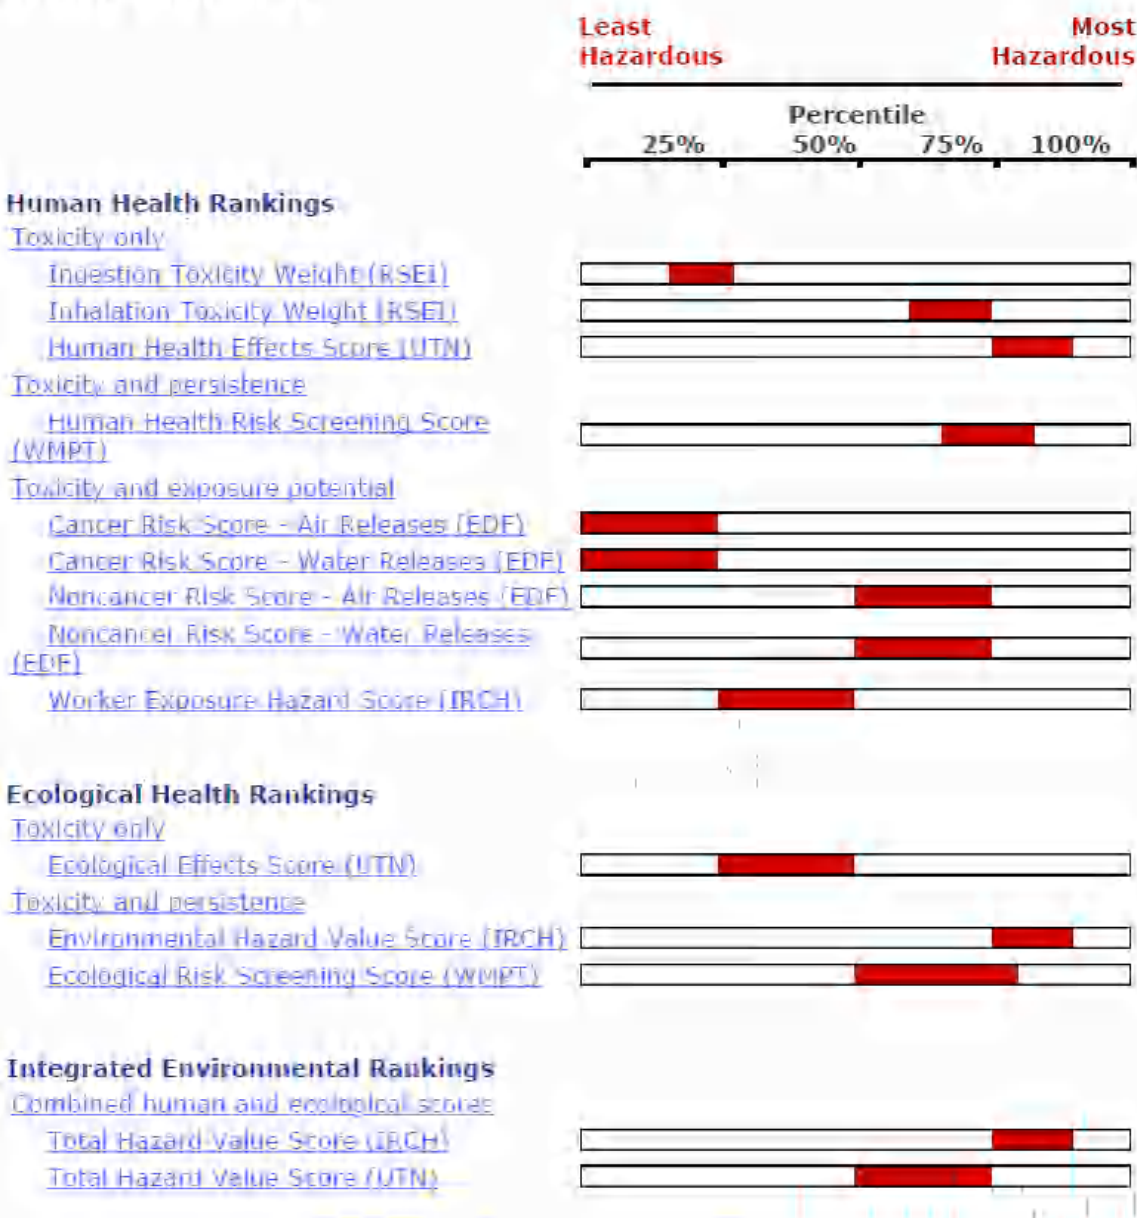 Least Most
Hazardous Hazardous
Percentile
25% 50% 75% 100%
Human Health Rankings
Toxicity only
Ingestion Toxicity Weight (RSEI)
Inhalation Toxicity Weight (RSEI)
Human Health Effects Score (UTN)
Toxicity and persistence
Human Health Risk Screening Score
(WMPT)
Toxicity and exposure potential
Cancer Risk Score - Air Releases (EDF)
Cancer Risk Score - Water Releases (EDF)
Noncancer Risk Score - Air Releases (EDF)
Noncancer Risk Score - Water Releases
(EDF)
Worker Exposure Hazard Score (IRCH)
Ecological Health Rankings
Toxicity only
Ecological Effects Score (UTN)
Toxicity and persistence
Environmental Hazard Value Score (IRCH)
Ecological Risk Screening Score (WMPT)
Integrated Environmental Rankings
Combined human and ecological scores
Total Hazard Value Score (IRCH)
Total Hazard Value Score (UTN)